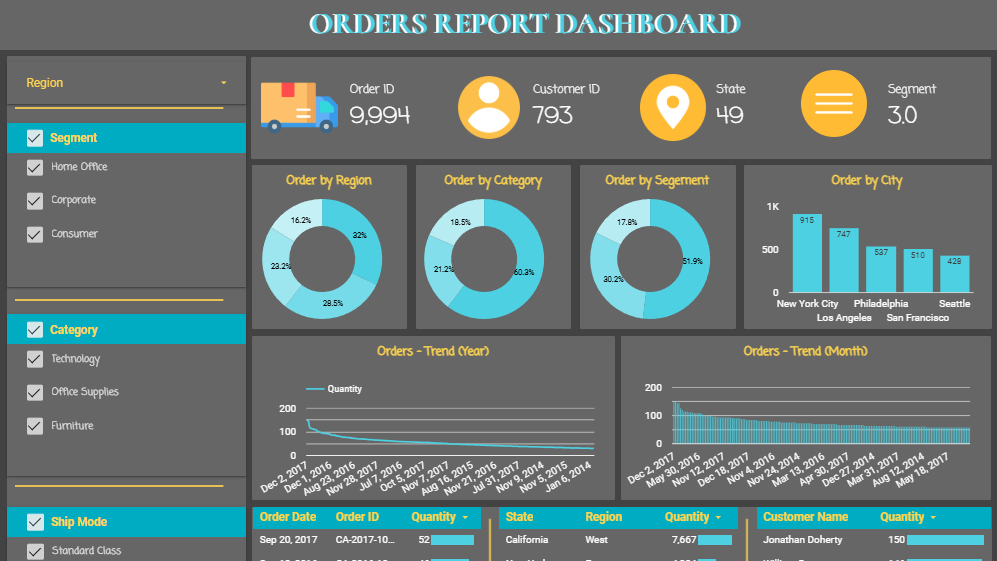 ORDERS REPORT DASHBOARD
Region
Segment
Home Office
Corporate
Consumer
Category
Technology
Office Supplies
Furniture
Ship Mode
Standard Class
Order ID
9,994
Customer ID
793
State
49
Segment
3.0
Order by Region
16.2%
32%
23.2%
28.5%
Order by Category
18.5%
21.2%
60.3%
Order by Segement
17.8%
51.9%
30.2%
Order by City
1K
500
0
915
747
537
510
428
New York City
Philadelphia
Seattle
Los Angeles
San Francisco
Orders - Trend (Year)
Quantity
200
100
0
Dec 2, 2017
Dec 1, 2016
Aug 23, 2016
Nov 28, 2017
Jul 7, 2016
Oct 5, 2017
Nov 7, 2017
Aug 16, 2015
Nov 21, 2016
Jul 31, 2017
Nov 9, 2014
Nov 5, 2015
Jan 6, 2014
Orders - Trend (Month)
200
100
0
Dec 2, 2017
May 30, 2016
Nov 12, 2017
Dec 18, 2017
Nov 4, 2016
Nov 24, 2014
Mar 13, 2016
Apr 30, 2017
Dec 27, 2014
Mar 31, 2017
Aug 12, 2014
May 18, 2017
Order Date Order ID Quantity
Sep 20, 2017 CA-2017-10... 52
State Region Quantity
California West 7,667
Customer Name Quantity
Jonathan Doherty 150